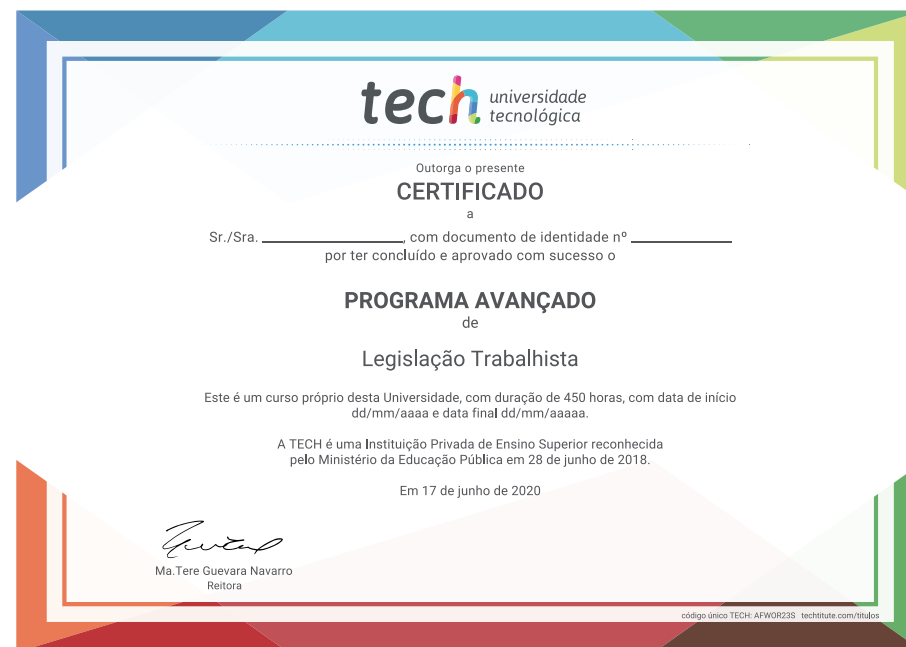 tech universidade
tecnológica
Outorga o presente
CERTIFICADO
a
Sr./Sra. ____________________, com documento de identidade nº ______________
por ter concluído e aprovado com sucesso o
PROGRAMA AVANÇADO
de
Legislação Trabalhista
Este é um curso próprio desta Universidade, com duração de 450 horas, com data de início
dd/mm/aaaa e data final dd/mm/aaaaa.
A TECH é uma Instituição Privada de Ensino Superior reconhecida
pelo Ministério da Educação Pública em 28 de junho de 2018.
Em 17 de junho de 2020
Ma.Tere Guevara Navarro
Reitora
código único TECH: AFWOR23S techtitute.com/titulos